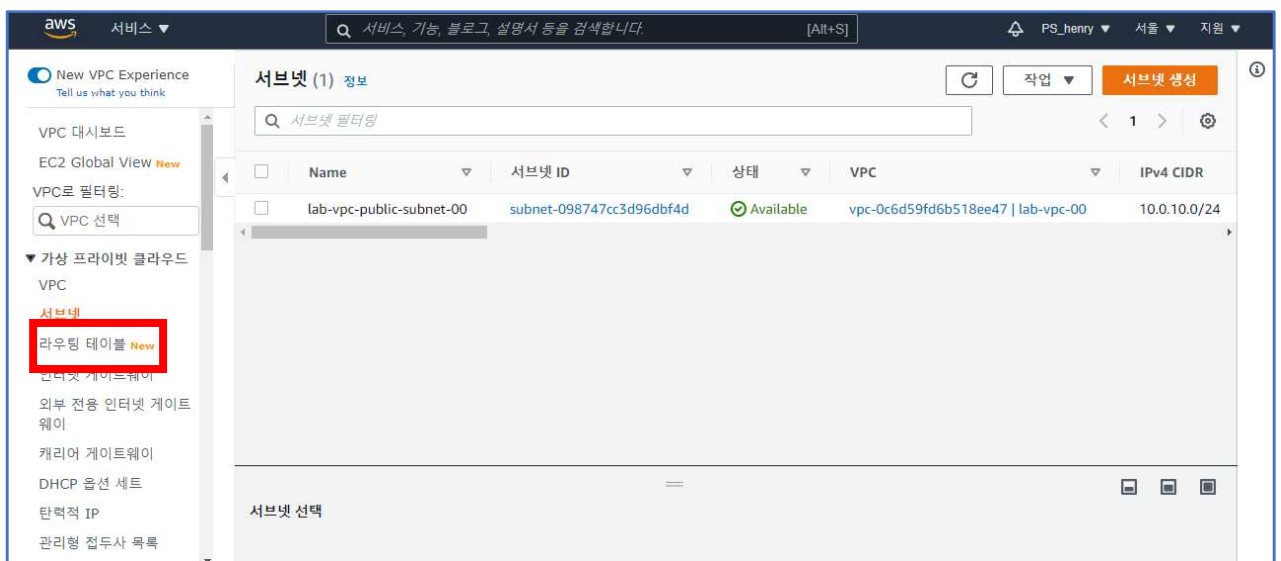 aws 서비스 ▼ 서비스, 기능, 블로그, 설명서 등을 검색합니다. [Alt+S] PS_henry ▼ 서울 ▼ 지원 ▼
New VPC Experience
Tell us what you think
VPC 대시보드
EC2 Global View New
VPC로 필터링:
VPC 선택
▼ 가상 프라이빗 클라우드
VPC
서브넷
라우팅 테이블 New
인터넷 게이트웨이
외부 전용 인터넷 게이트
웨이
캐리어 게이트웨이
DHCP 옵션 세트
탄력적 IP
관리형 접두사 목록
서브넷 (1) 정보 작업 ▼ 서브넷 생성
서브넷 필터링 < 1 >
Name 서브넷 ID 상태 VPC IPv4 CIDR
lab-vpc-public-subnet-00 subnet-098747cc3d96dbf4d Available vpc-0c6d59fd6b518ee47 | lab-vpc-00 10.0.10.0/24
서브넷 선택